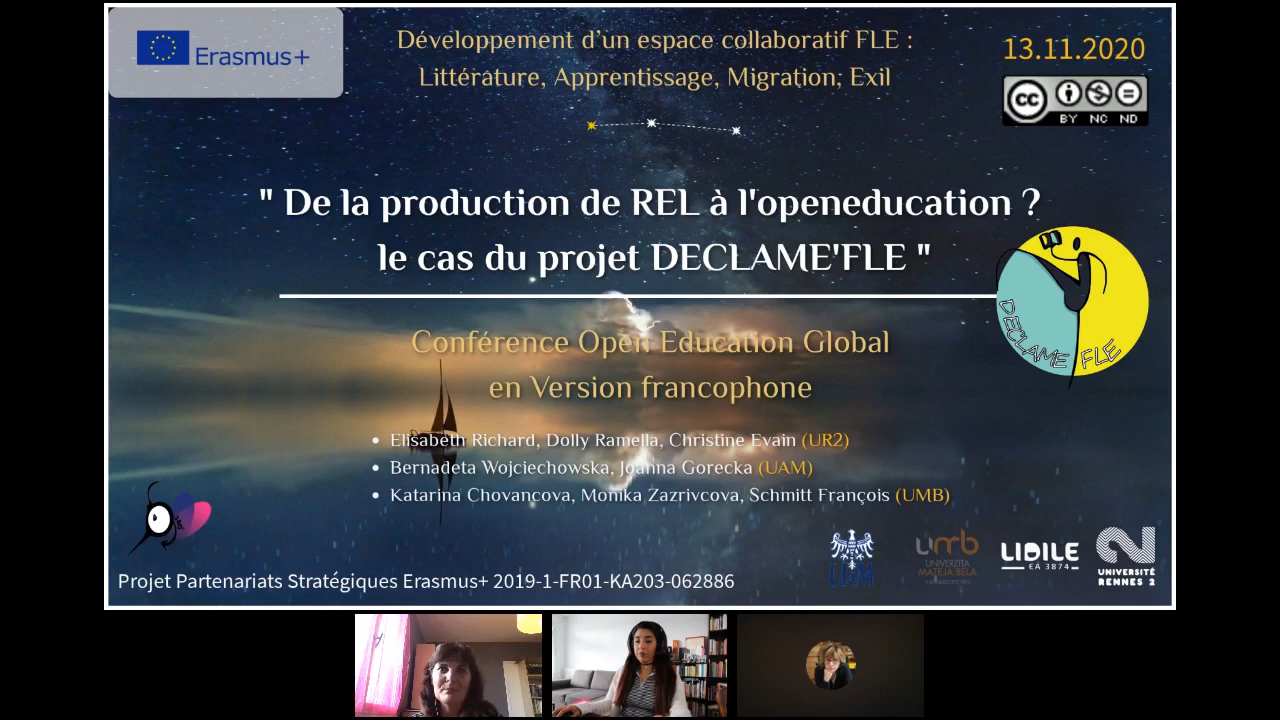 Erasmus+
Développement d'un espace collaboratif FLE :
Littérature, Apprentissage, Migration, Exil
13.11.2020
cc
BY NC ND
" De la production de REL à l'openeducation ?
le cas du projet DECLAME'FLE "
DECLAME FLE
Conférence Open Education Global
en Version francophone
• Elisabeth Richard, Dolly Ramella, Christine Evain (UR2)
• Bernadeta Wojciechowska, Joanna Gorecka (UAM)
• Katarina Chovancova, Monika Zazrivcova, Schmitt François (UMB)
UAM
umb
UNIVERZITA
MATEJA BELA
LIDILE
EA 3874
UNIVERSITÉ
RENNES 2
Projet Partenariats Stratégiques Erasmus+ 2019-1-FR01-KA203-062886